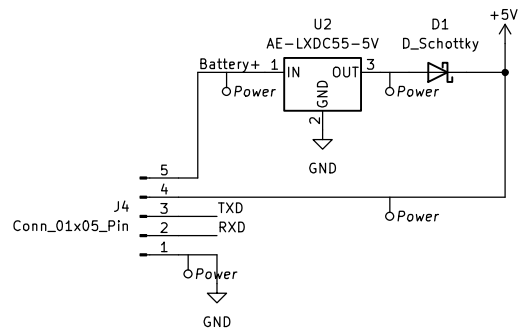 +5V
U2
D1
AE-LXDC55-5V
D_Schottky
Battery+
1
IN
OUT
3
GND
Power
Power
2
GND
5
4
J4
3
TXD
Power
Conn_01x05_Pin
2
RXD
1
Power
GND